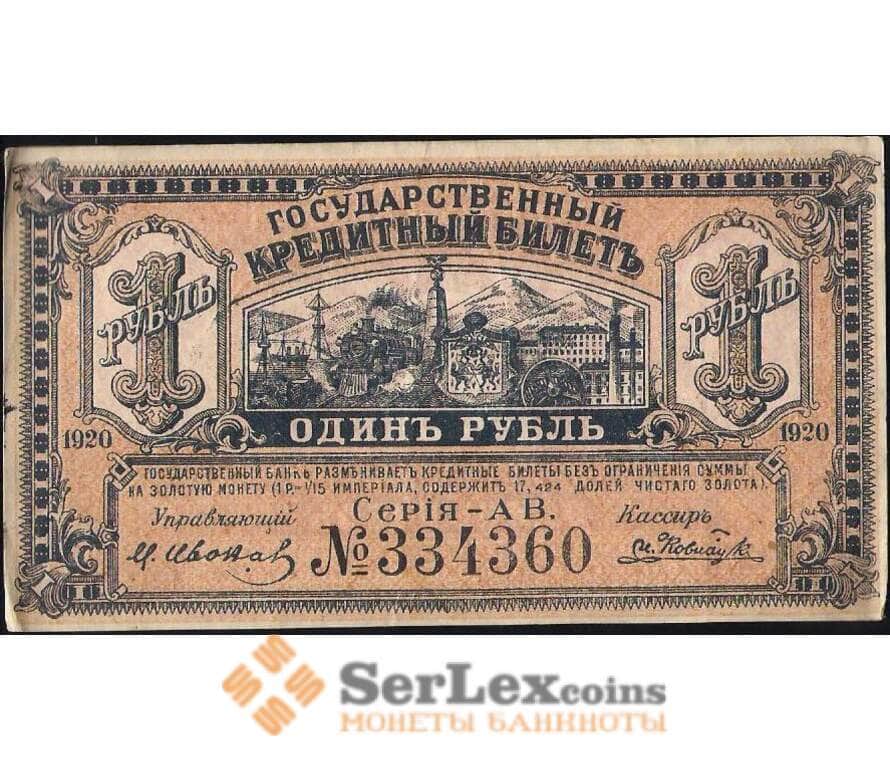 ГОСУДАРСТВЕННЫЙ
КРЕДИТНЫЙ БИЛЕТЪ
1 РУБЛЬ
1 РУБЛЬ
ОДИНЪ РУБЛЬ
1920
1920
ГОСУДАРСТВЕННЫЙ БАНКЪ РАЗМѢНИВАЕТЪ КРЕДИТНЫЕ БИЛЕТЫ БЕЗЪ ОГРАНИЧЕНІЯ СУММЫ
НА ЗОЛОТУЮ МОНЕТУ (1 Р.=1/15 ИМПЕРІАЛА, СОДЕРЖИТЪ 17,424 ДОЛЕЙ ЧИСТАГО ЗОЛОТА).
Управляющій
Серія-АВ.
Кассиръ
№334360
SerLexcoins
МОНЕТЫ БАНКНОТЫ